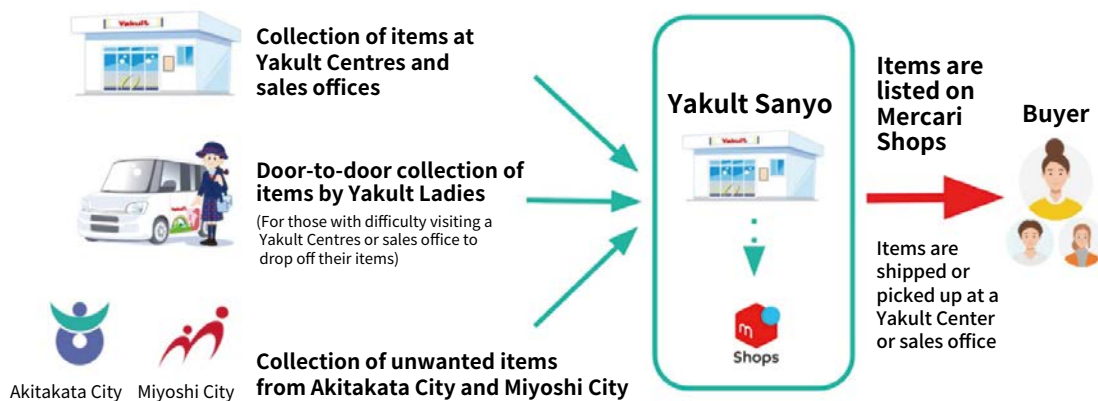 Yakult
Collection of items at
Yakult Centres and
sales offices
Door-to-door collection of
items by Yakult Ladies
(For those with difficulty visiting a
Yakult Centres or sales office to
drop off their items)
Akitakata City
Miyoshi City
Collection of unwanted items
from Akitakata City and Miyoshi City
Yakult Sanyo
Yakult
m
Shops
Items are
listed on
Mercari
Shops
Items are
shipped or
picked up at a
Yakult Center
or sales office
Buyer